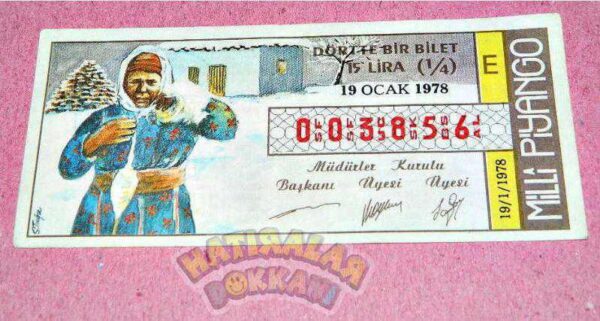 DÖRTTE BİR BİLET
15 LİRA (1/4)
19 OCAK 1978
0 0 3 8 5 6
Müdürler Kurulu
Başkanı Üyesi Üyesi
E
19/1/1978
MİLLİ PİYANGO
HATIRALAR
DÜKKANI